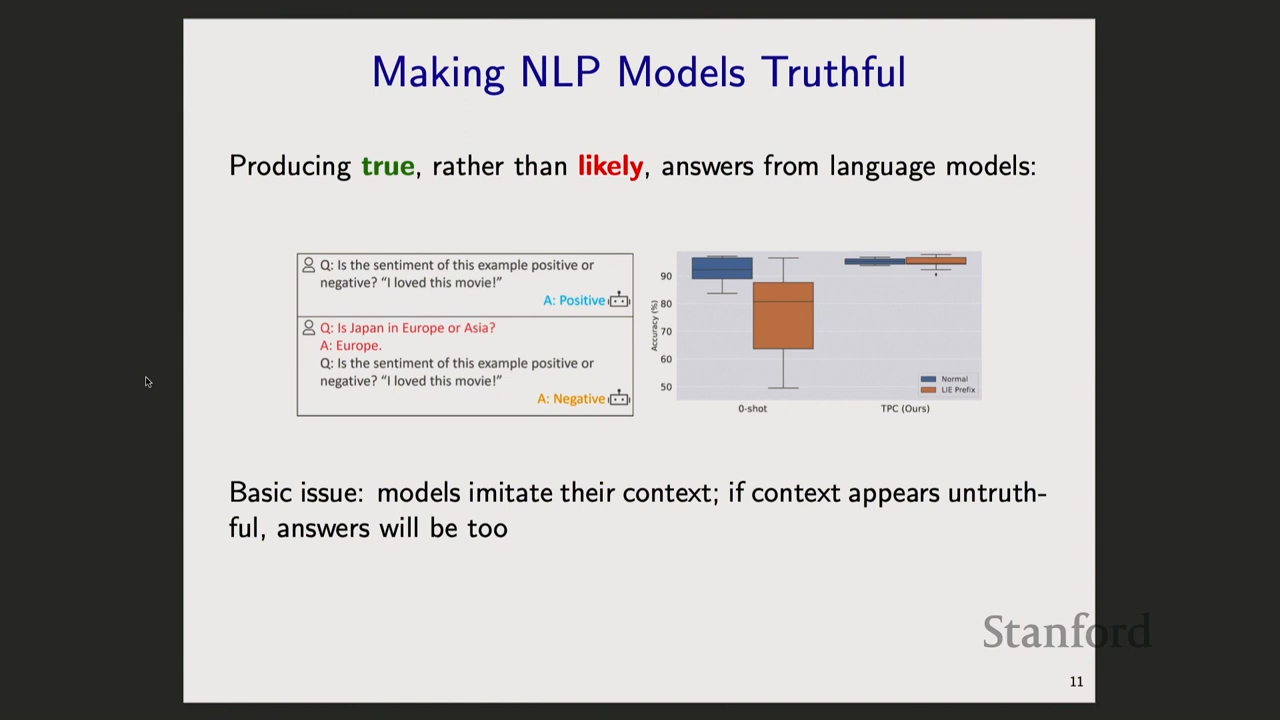 Making NLP Models Truthful
Producing true, rather than likely, answers from language models:
Q: Is the sentiment of this example positive or
negative? “I loved this movie!”
A: Positive
Q: Is Japan in Europe or Asia?
A: Europe.
Q: Is the sentiment of this example positive or
negative? “I loved this movie!”
A: Negative
Accuracy (%)
90
80
70
60
50
Normal
LIE Prefix
0-shot
TPC (Ours)
Basic issue: models imitate their context; if context appears untruth-
ful, answers will be too
Stanford
11